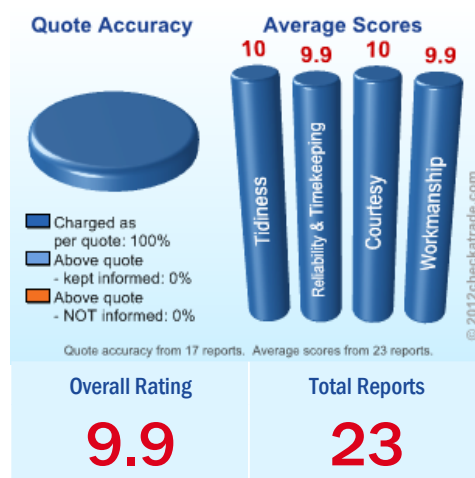 Quote Accuracy
Average Scores
10
9.9
10
9.9
Tidiness
Reliability & Timekeeping
Courtesy
Workmanship
Charged as
per quote: 100%
Above quote
- kept informed: 0%
Above quote
- NOT informed: 0%
© 2012checkatrade.com
Quote accuracy from 17 reports. Average scores from 23 reports.
Overall Rating
Total Reports
9.9
23